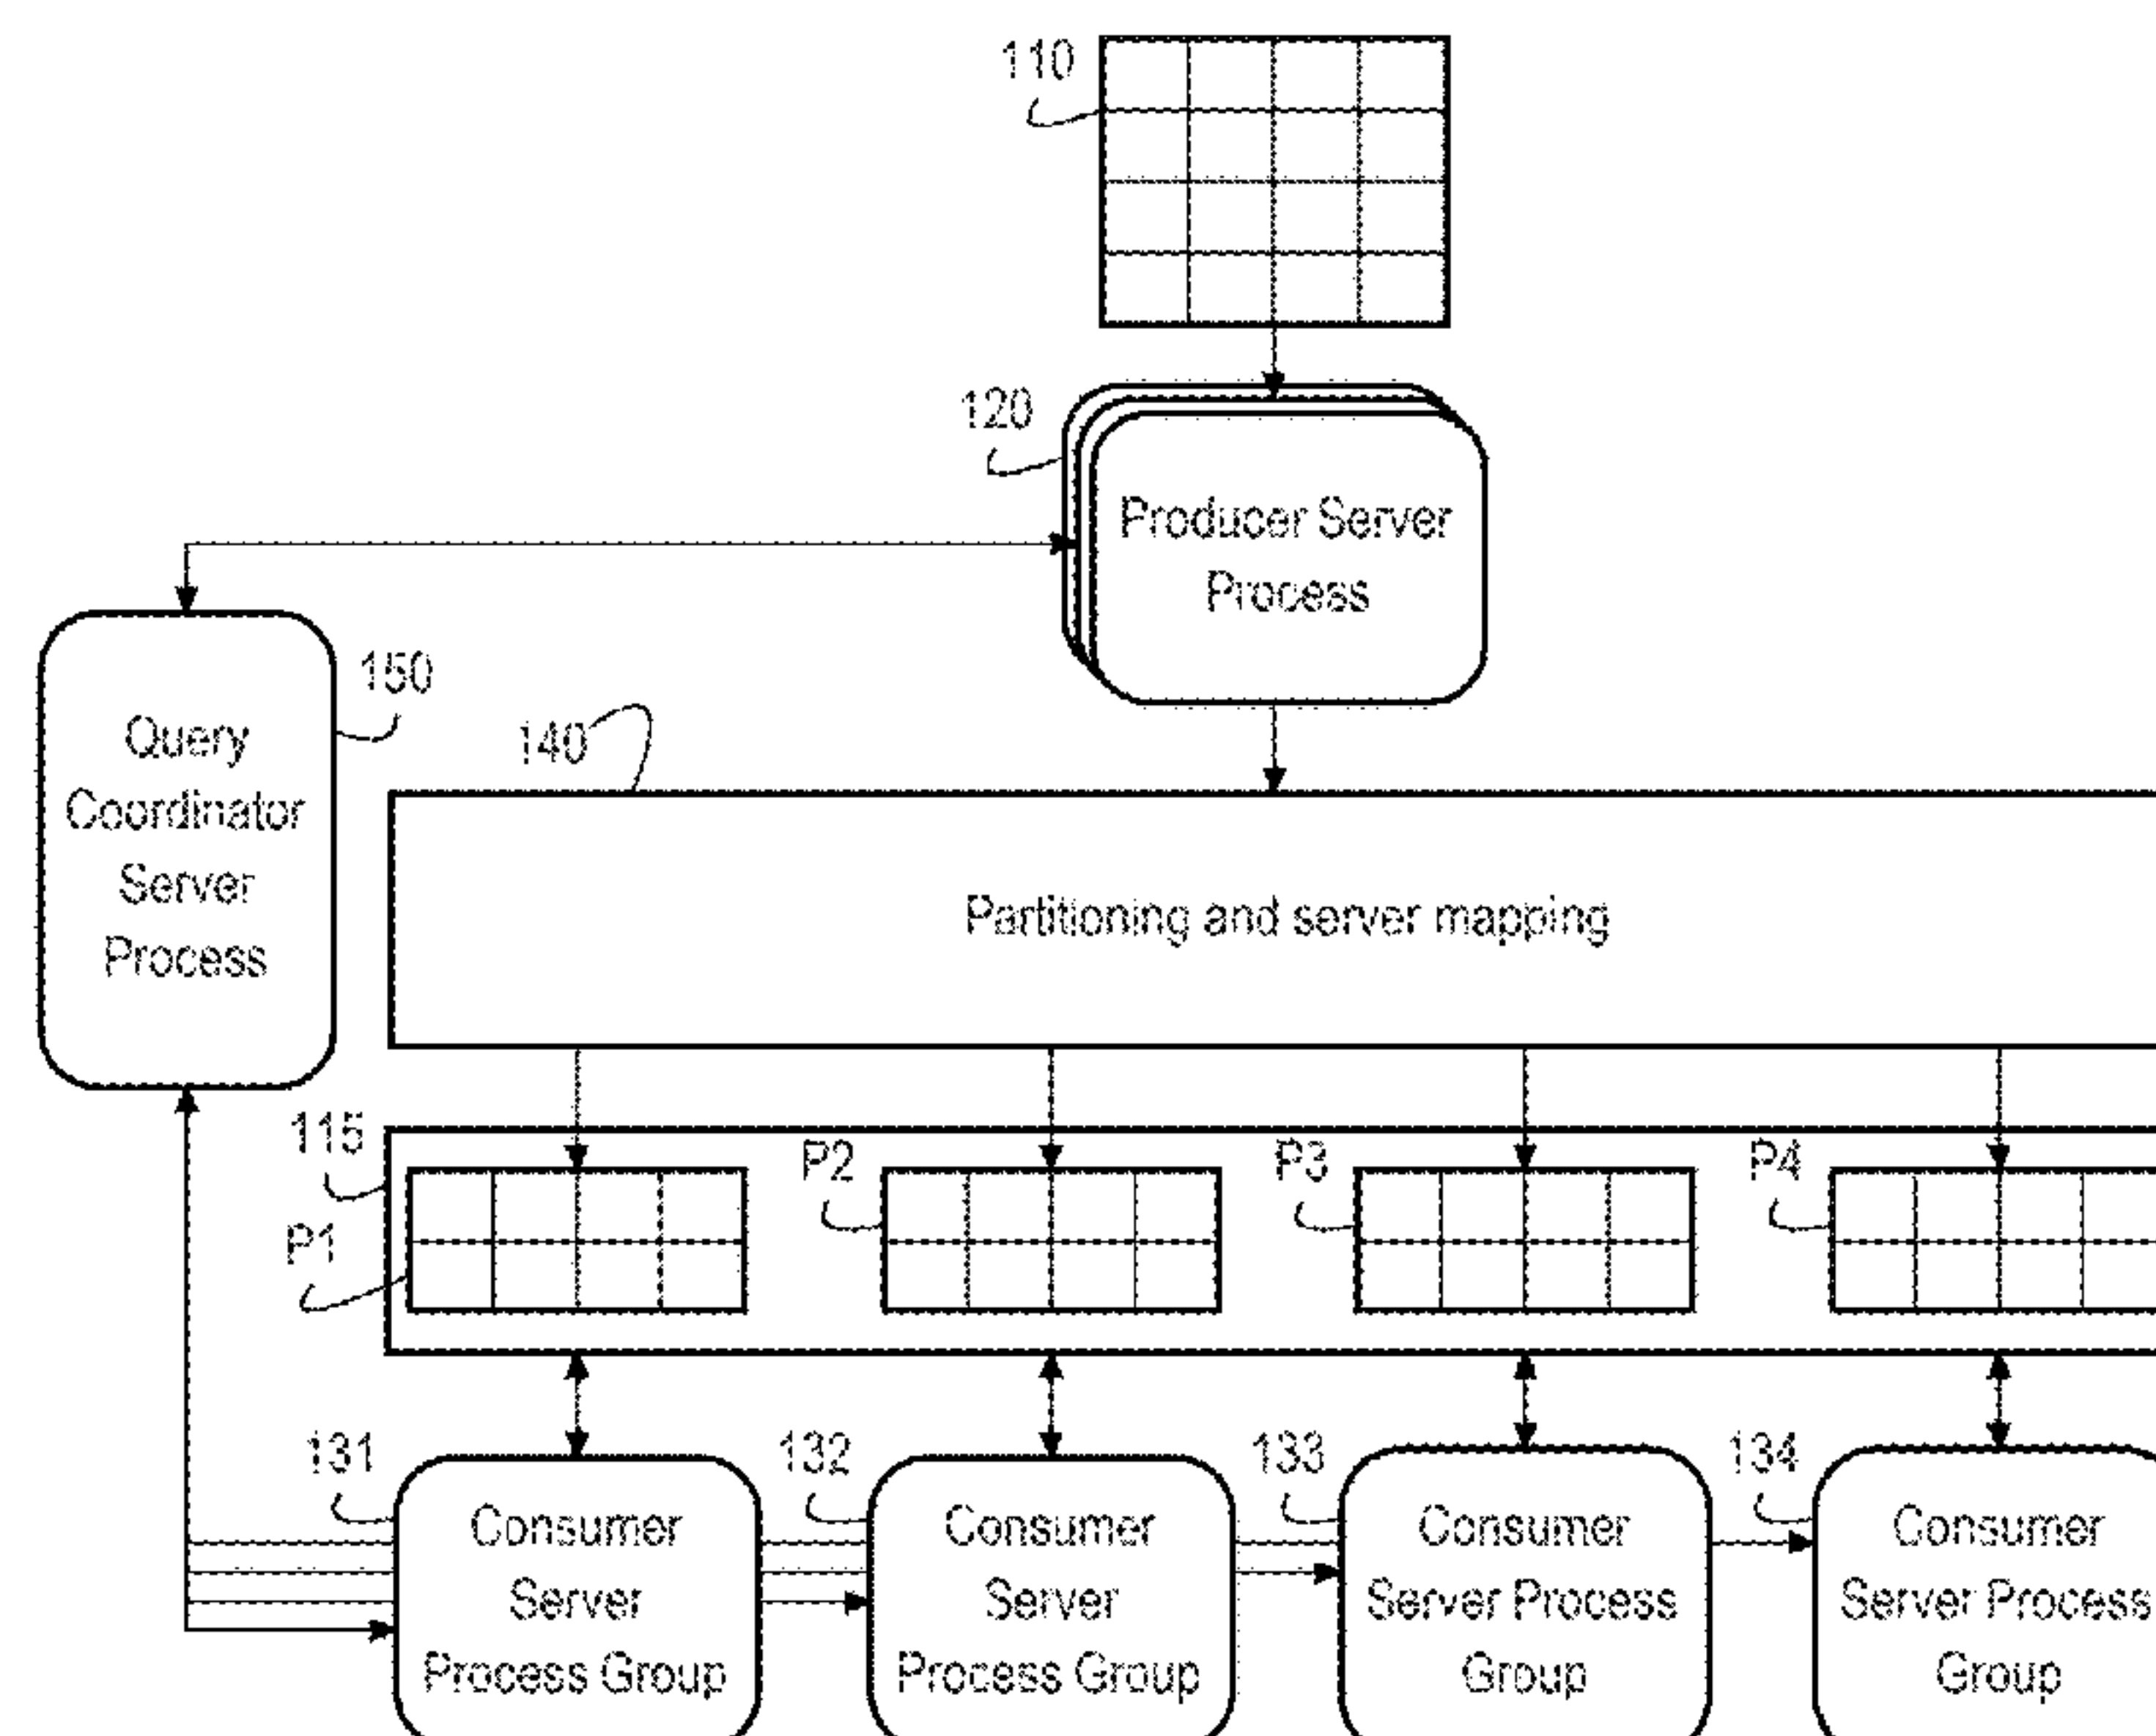 110
120
Producer Server
Process
150
140
Query
Coordinator
Server
Process
Partitioning and server mapping
115
P1
P2
P3
P4
131
132
133
134
Consumer
Server
Process Group
Consumer
Server
Process Group
Consumer
Server Process
Group
Consumer
Server Process
Group